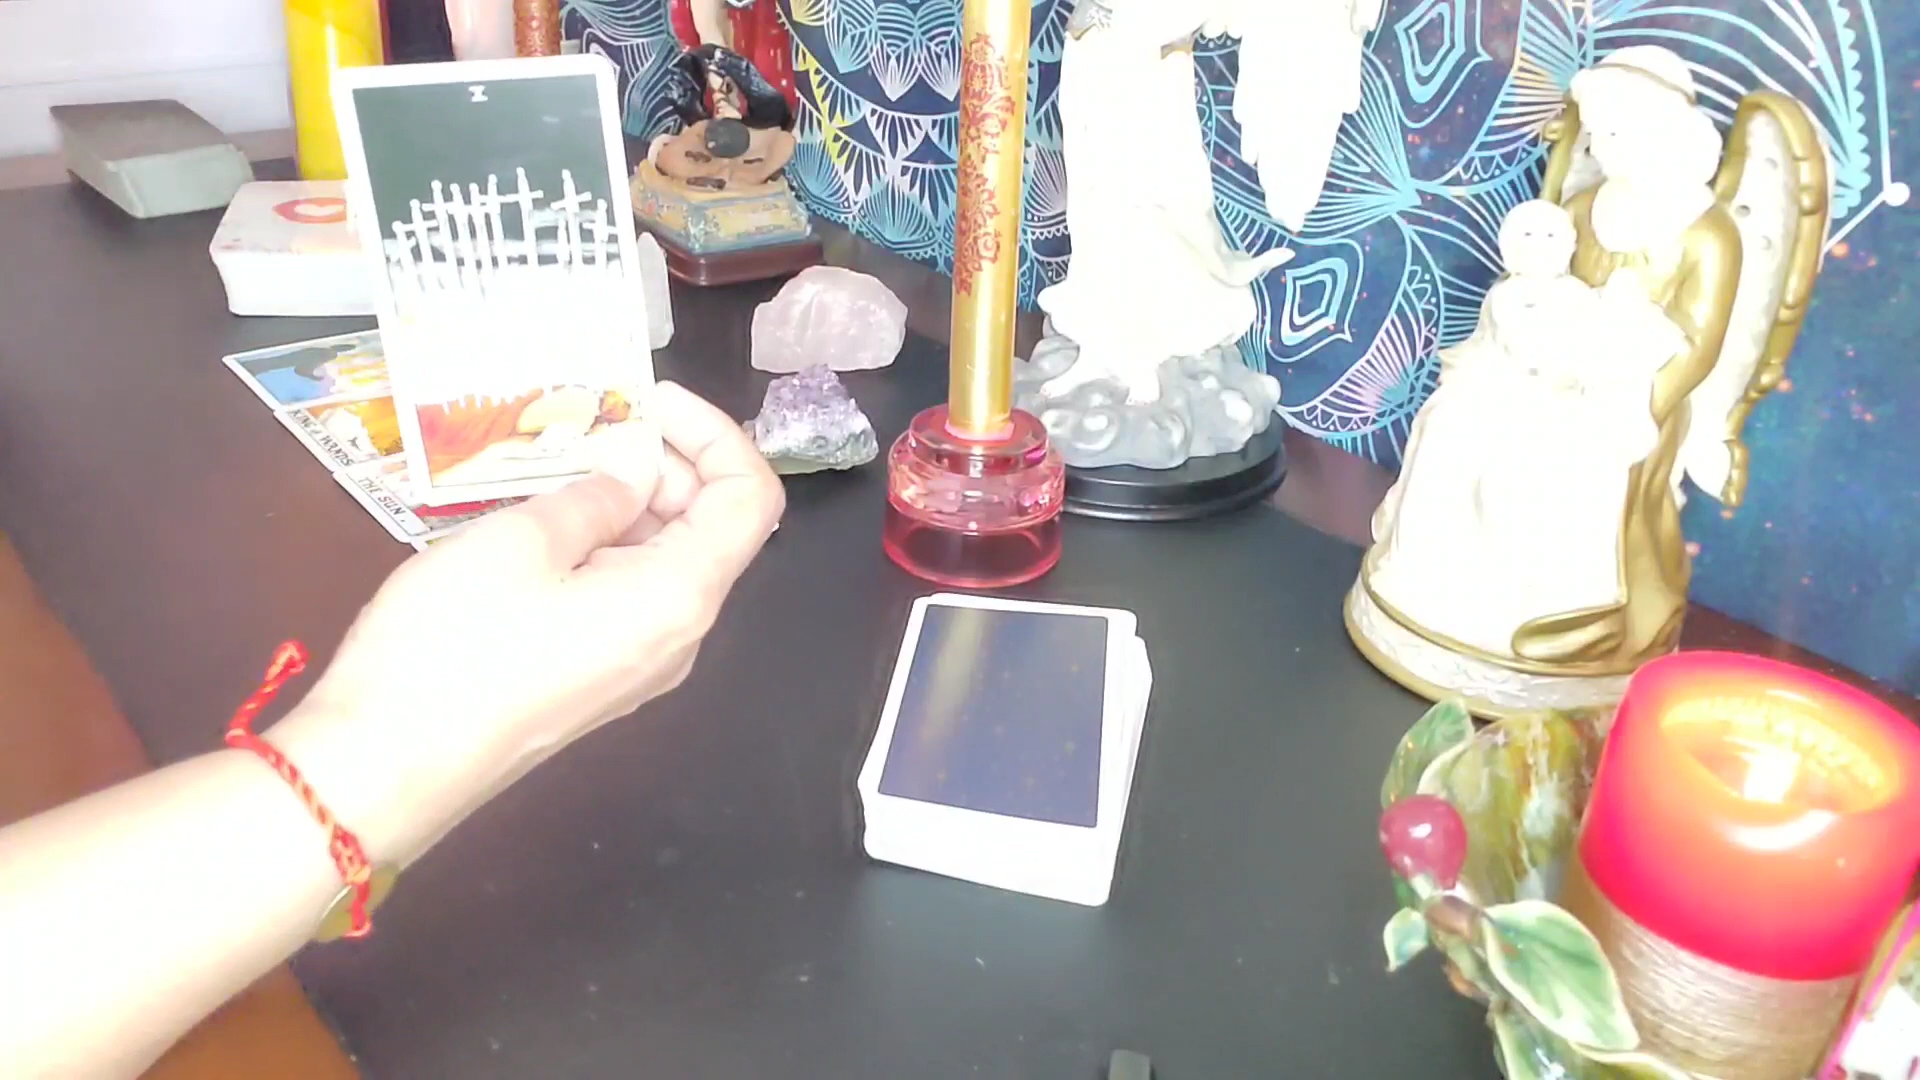 X
KING of WANDS
THE SUN.